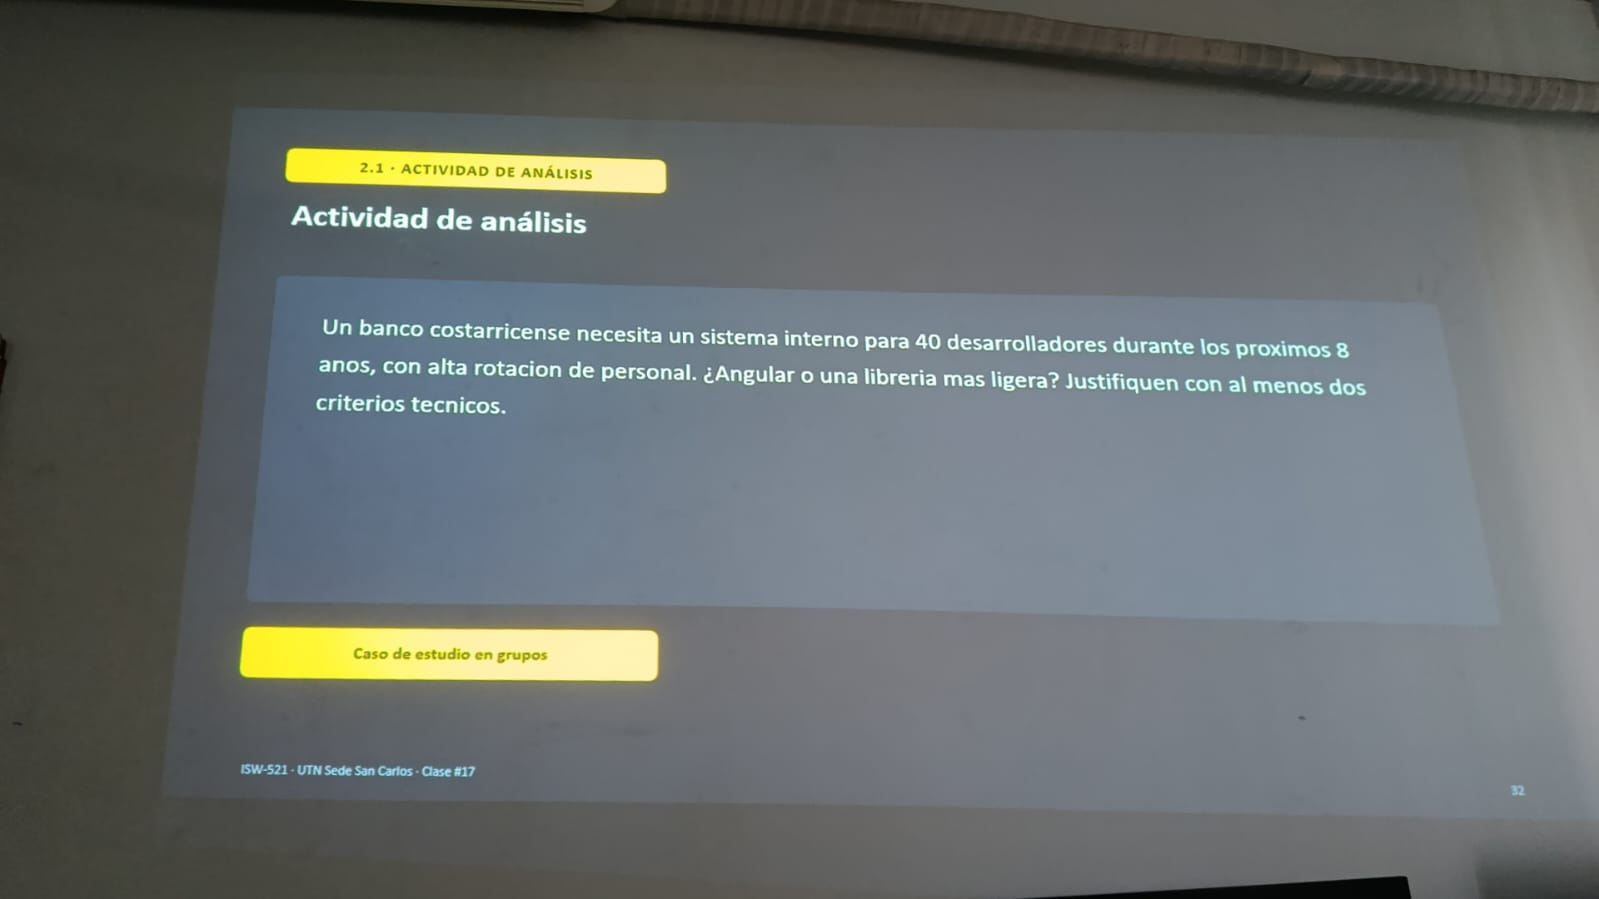 2.1 · ACTIVIDAD DE ANÁLISIS
Actividad de análisis
Un banco costarricense necesita un sistema interno para 40 desarrolladores durante los proximos 8
anos, con alta rotacion de personal. ¿Angular o una libreria mas ligera? Justifiquen con al menos dos
criterios tecnicos.
Caso de estudio en grupos
ISW-521 · UTN Sede San Carlos · Clase #17
32